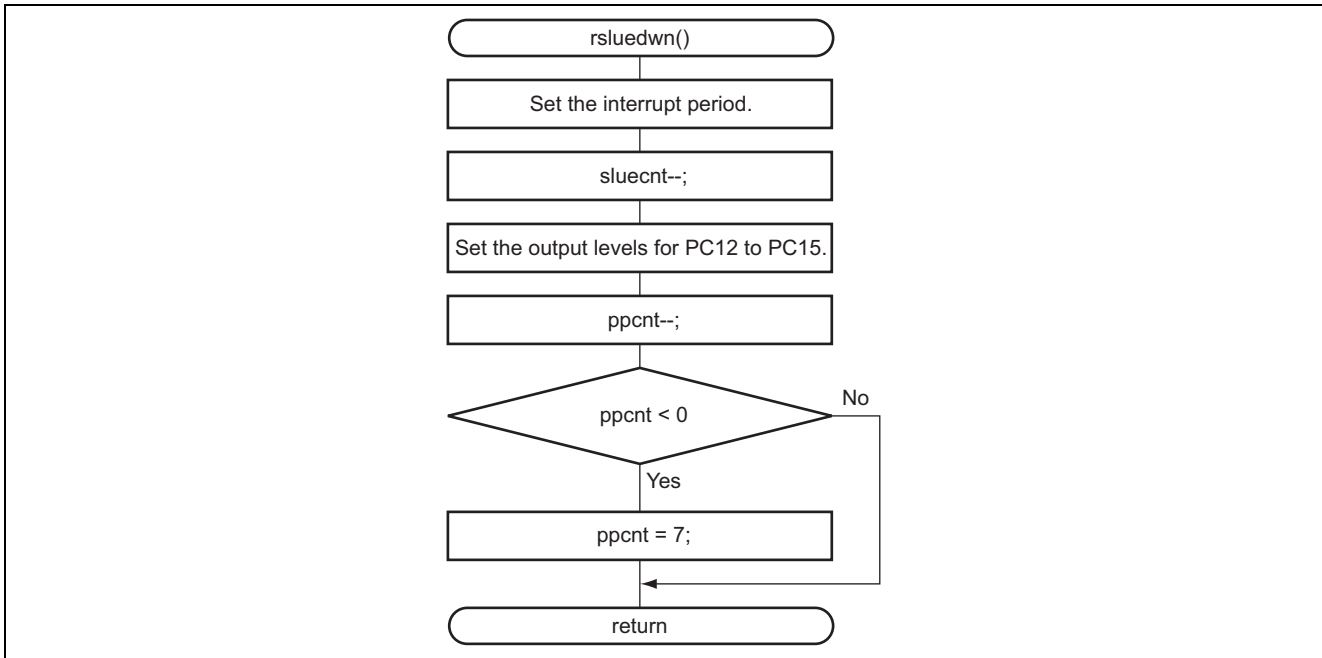 rsluedwn()
Set the interrupt period.
sluecnt--;
Set the output levels for PC12 to PC15.
ppcnt--;
ppcnt < 0
No
Yes
ppcnt = 7;
return